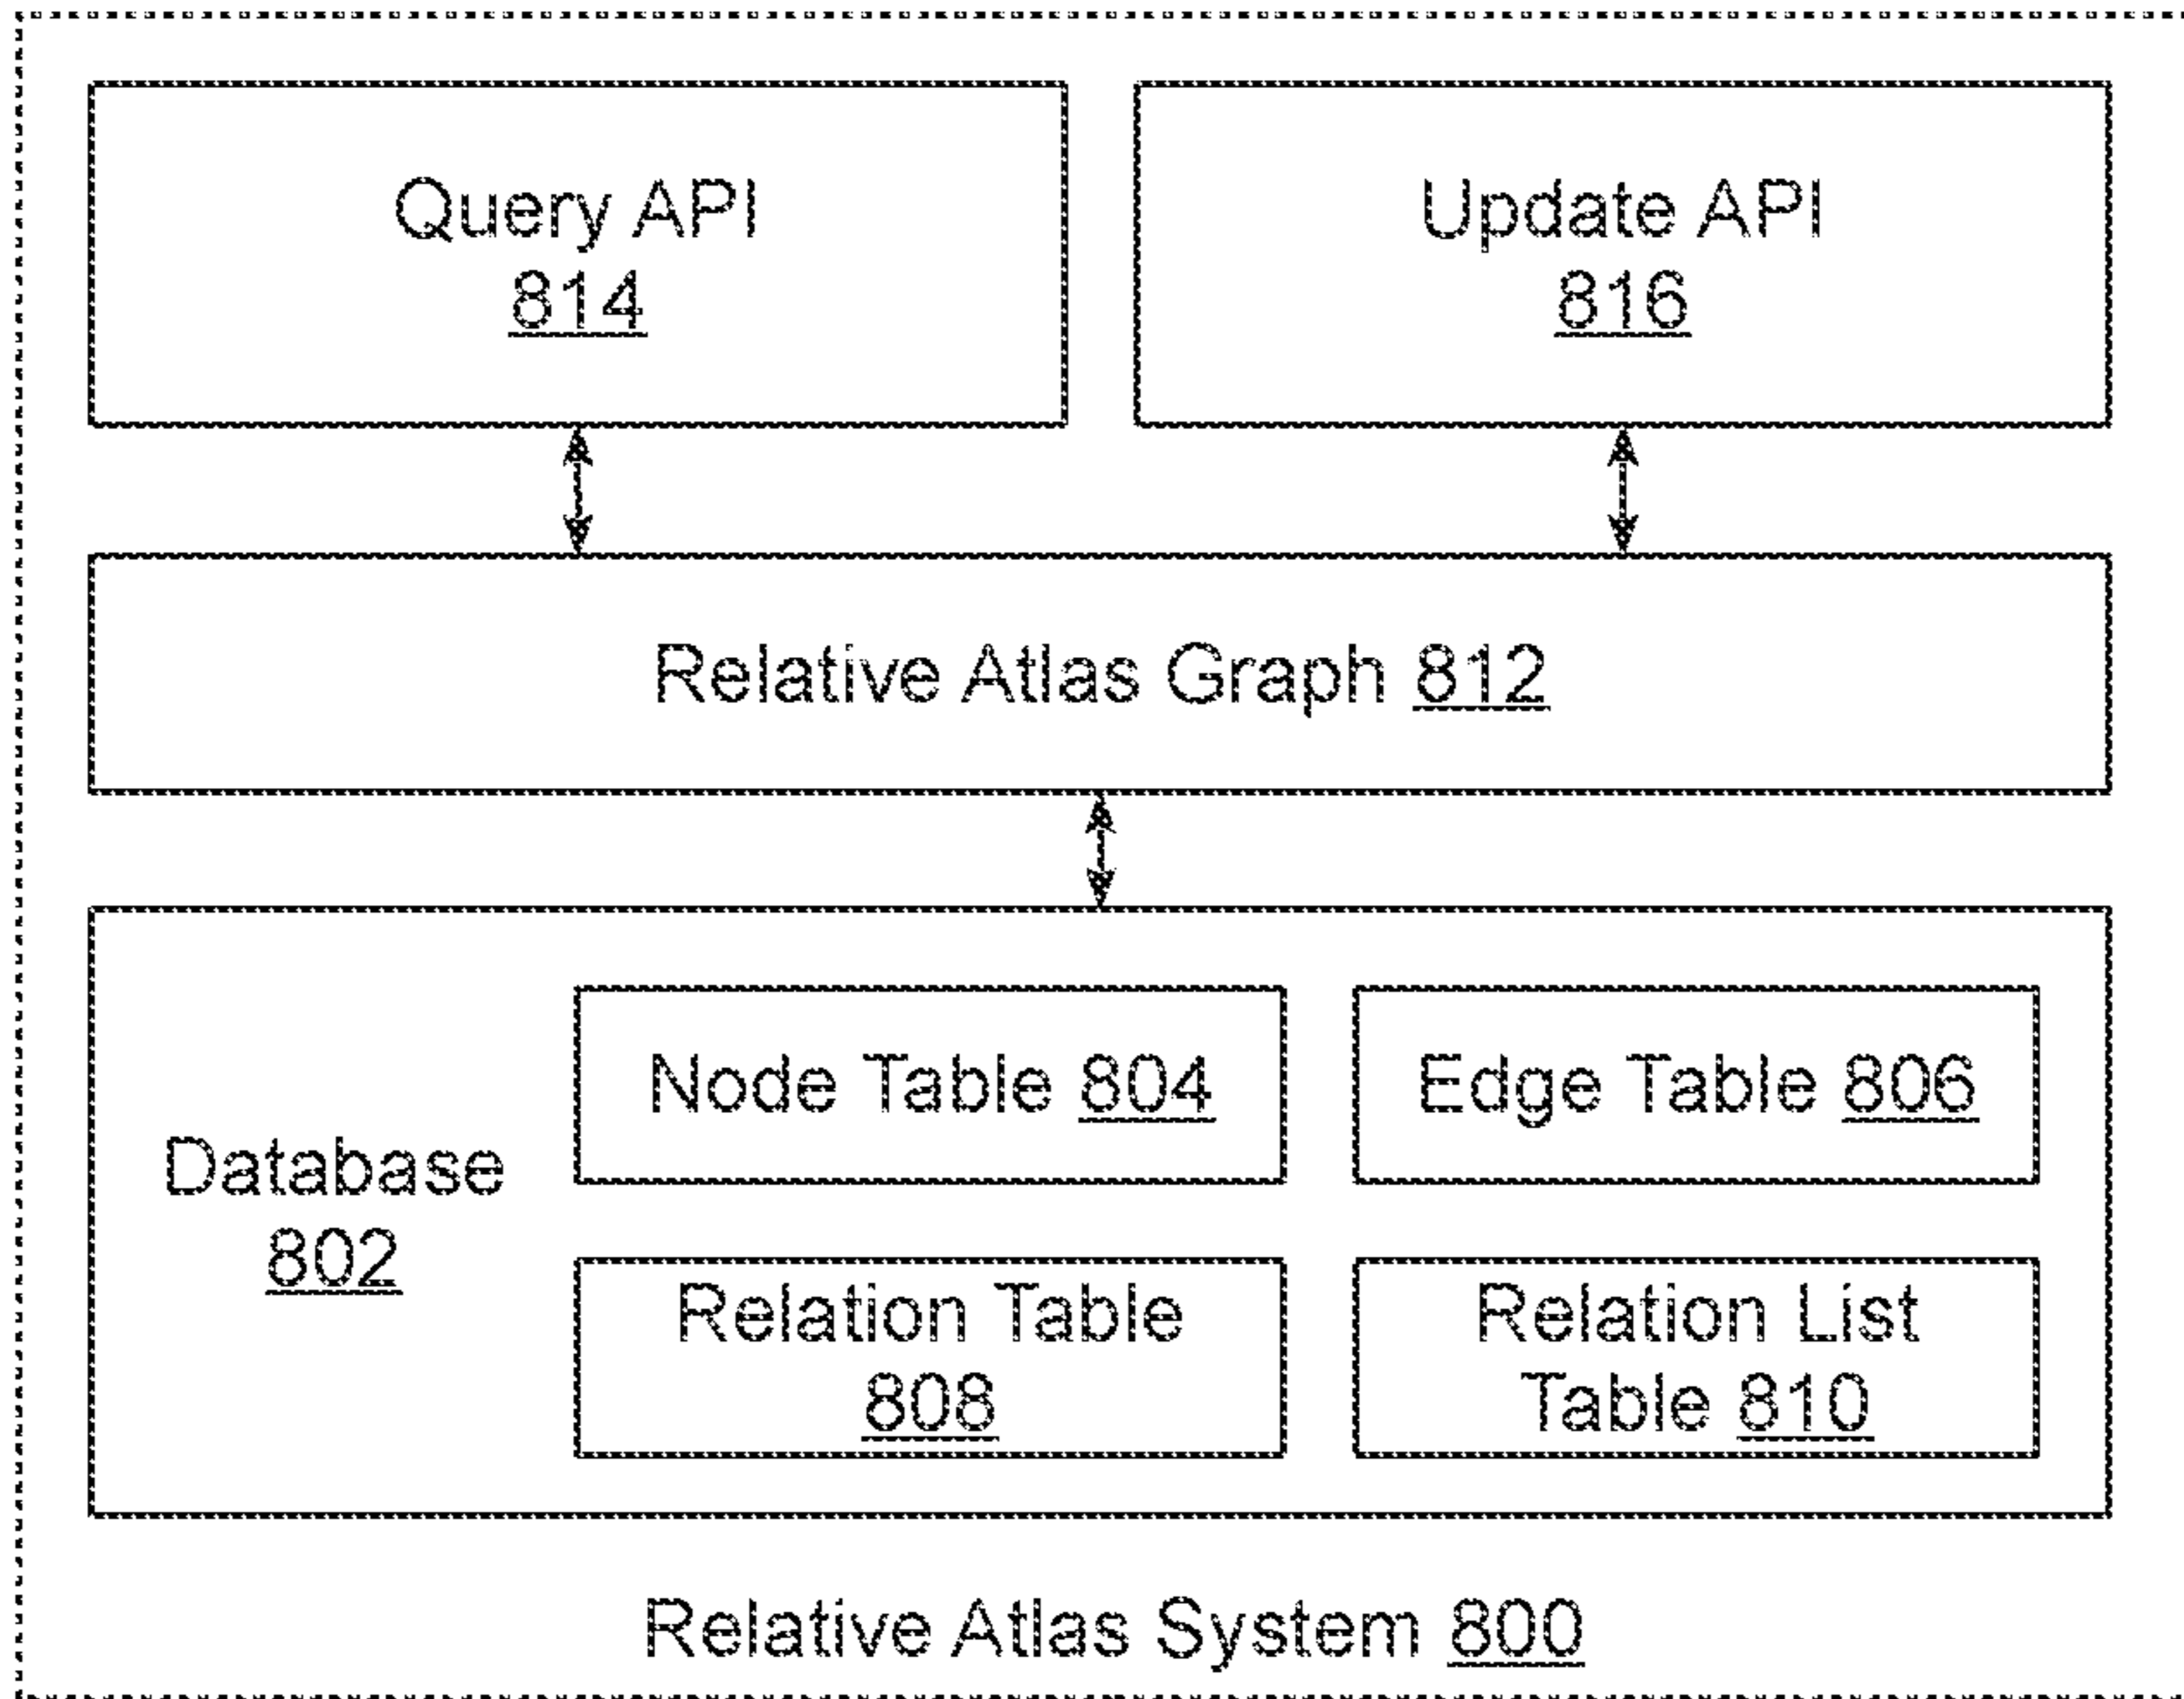 Query API
814
Update API
816
Relative Atlas Graph 812
Database
802
Node Table 804
Edge Table 806
Relation Table
808
Relation List
Table 810
Relative Atlas System 800